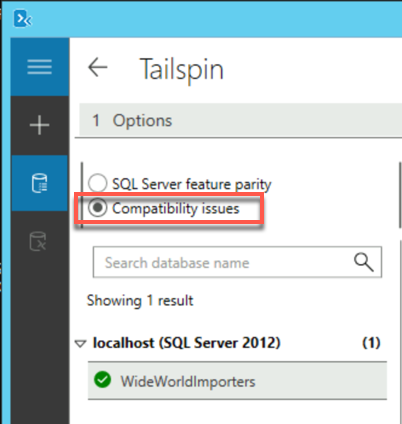 Tailspin
1 Options
SQL Server feature parity
Compatibility issues
Search database name
Showing 1 result
localhost (SQL Server 2012) (1)
WideWorldImporters